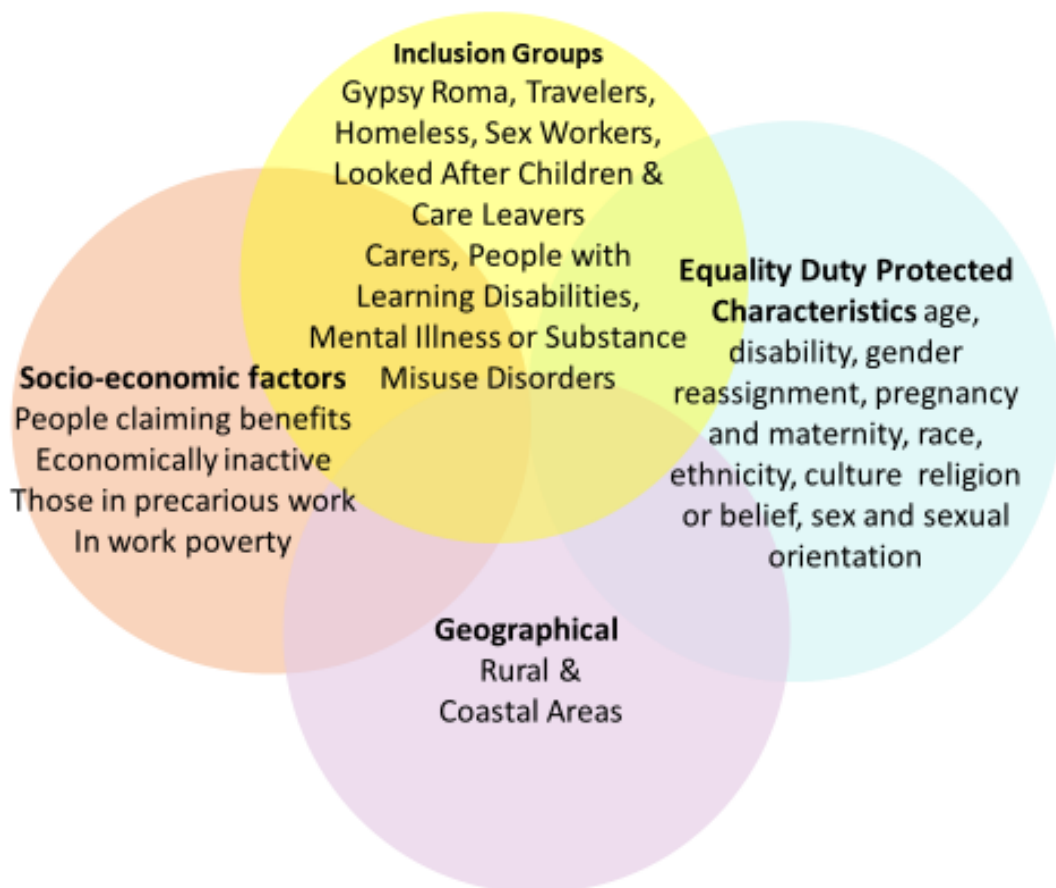 Inclusion Groups
Gypsy Roma, Travelers,
Homeless, Sex Workers,
Looked After Children &
Care Leavers
Carers, People with
Learning Disabilities,
Mental Illness or Substance
Misuse Disorders
Socio-economic factors
People claiming benefits
Economically inactive
Those in precarious work
In work poverty
Equality Duty Protected
Characteristics age,
disability, gender
reassignment, pregnancy
and maternity, race,
ethnicity, culture religion
or belief, sex and sexual
orientation
Geographical
Rural &
Coastal Areas